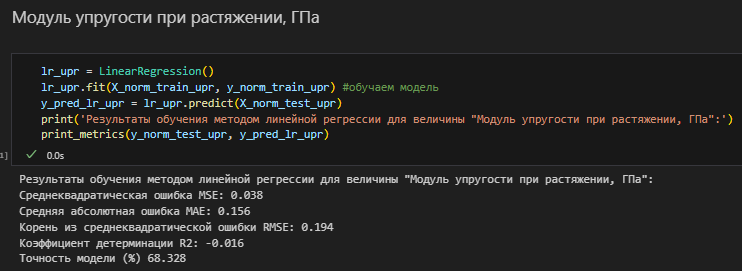 Модуль упругости при растяжении, ГПа
lr_upr = LinearRegression()
lr_upr.fit(X_norm_train_upr, y_norm_train_upr) #обучаем модель
y_pred_lr_upr = lr_upr.predict(X_norm_test_upr)
print('Результаты обучения методом линейной регрессии для величины "Модуль упругости при растяжении, ГПа":')
print_metrics(y_norm_test_upr, y_pred_lr_upr)
1] ✓ 0.0s
Результаты обучения методом линейной регрессии для величины "Модуль упругости при растяжении, ГПа":
Среднеквадратическая ошибка MSE: 0.038
Средняя абсолютная ошибка MAE: 0.156
Корень из среднеквадратической ошибки RMSE: 0.194
Коэффициент детерминации R2: -0.016
Точность модели (%) 68.328